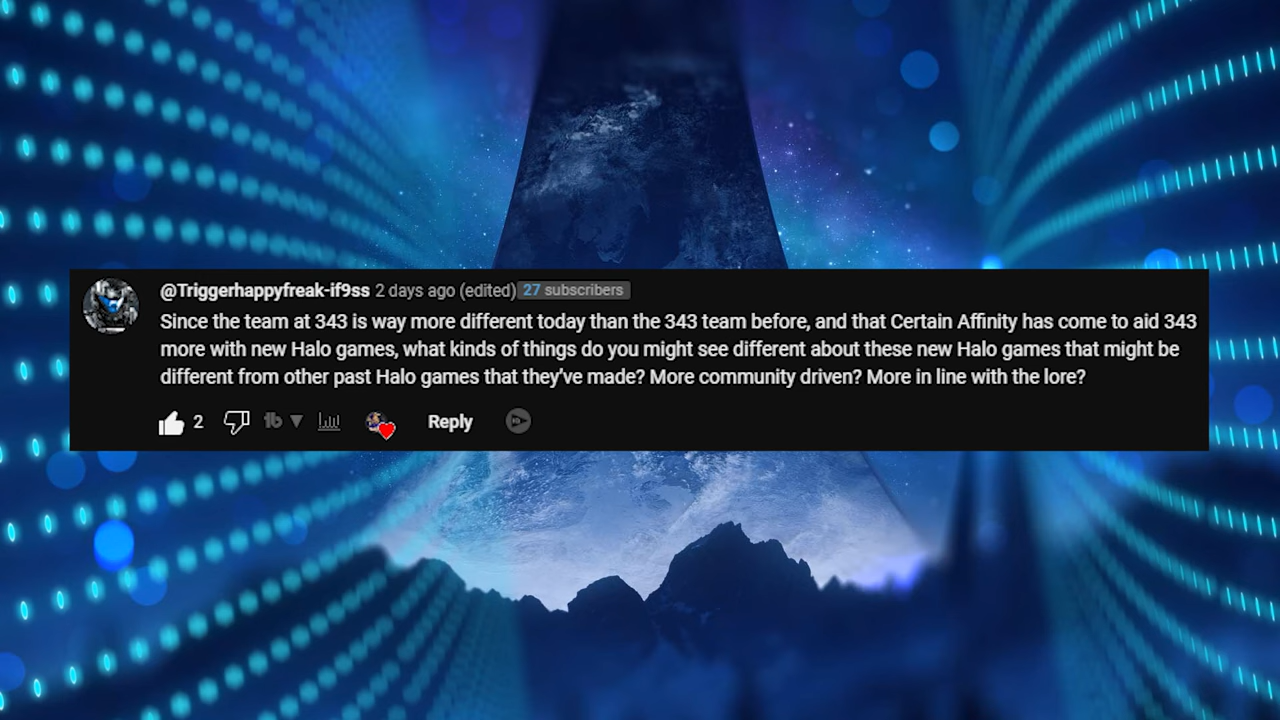 @Triggerhappyfreak-if9ss 2 days ago (edited) 27 subscribers
Since the team at 343 is way more different today than the 343 team before, and that Certain Affinity has come to aid 343
more with new Halo games, what kinds of things do you might see different about these new Halo games that might be
different from other past Halo games that they've made? More community driven? More in line with the lore?
2 Reply